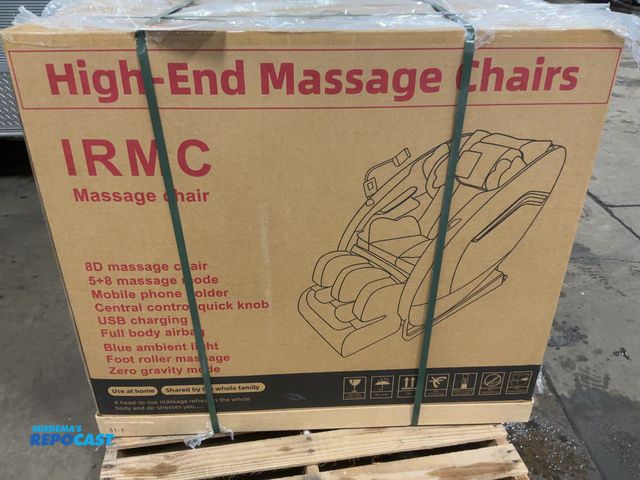 High-End Massage Chairs
IRMC
Massage chair
8D massage chair
5+8 massage mode
Mobile phone holder
Central control quick knob
USB charging
Full body airbag
Blue ambient light
Foot roller massage
Zero gravity mode
Use at home Shared by the whole family
A head-to-toe massage refreshes the whole
body and de-stresses you......
S1-1
MIEDEMA'S
REPOCAST